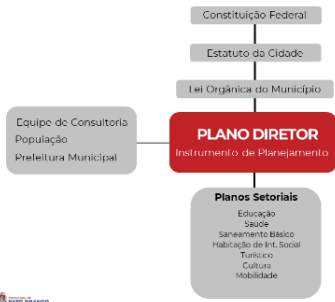 Constituição Federal
Estatuto da Cidade
Lei Orgânica do Município
Equipe de Consultoria
População
Prefeitura Municipal
PLANO DIRETOR
Instrumento de Planejamento
Planos Setoriais
Educação
Saúde
Saneamento Básico
Habitação de Int. Social
Turístico
Cultura
Mobilidade